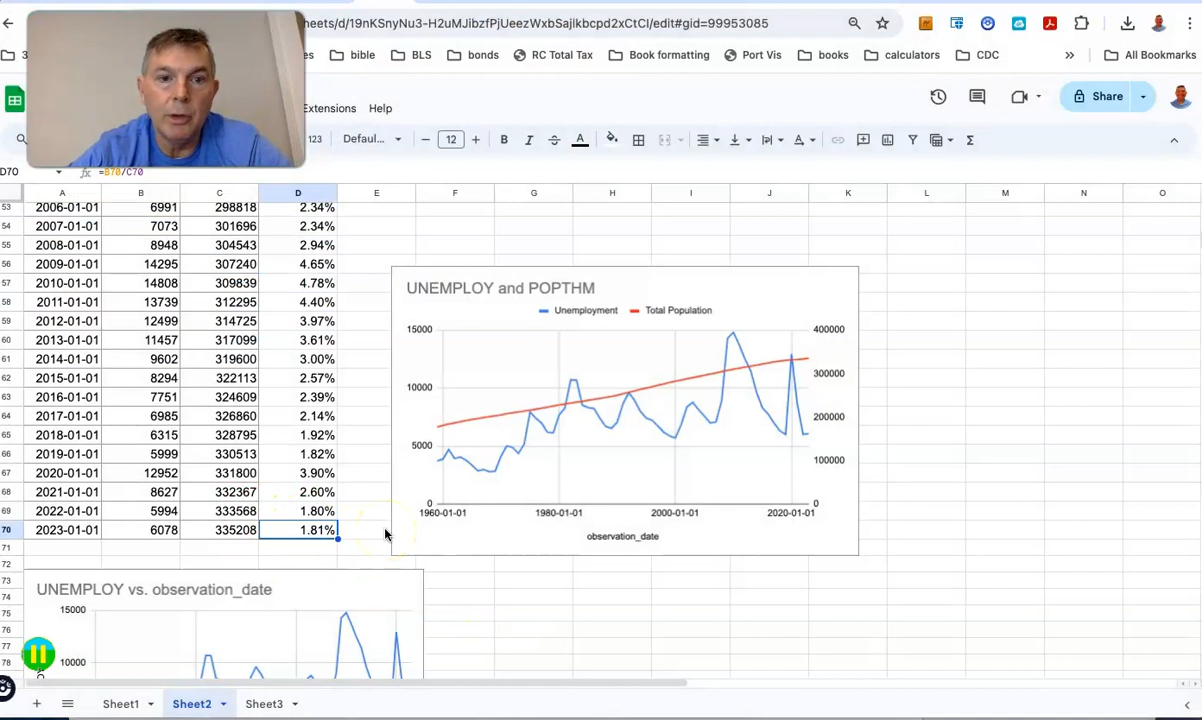 heets/d/19nKSnyNu3-H2uMJibzfPjUeezWxbSajlkbcpd2xCtCI/edit#gid=99953085
3
es bible BLS bonds RC Total Tax Book formatting Port Vis calculators CDC » All Bookmarks
Extensions Help Share
123 Defaul... 12 B I A
D70 fx =B70/C70
A B C D E F G H I J K L M N O
53 2006-01-01 6991 298818 2.34%
54 2007-01-01 7073 301696 2.34%
55 2008-01-01 8948 304543 2.94%
56 2009-01-01 14295 307240 4.65%
57 2010-01-01 14808 309839 4.78%
58 2011-01-01 13739 312295 4.40%
59 2012-01-01 12499 314725 3.97%
60 2013-01-01 11457 317099 3.61%
61 2014-01-01 9602 319600 3.00%
62 2015-01-01 8294 322113 2.57%
63 2016-01-01 7751 324609 2.39%
64 2017-01-01 6985 326860 2.14%
65 2018-01-01 6315 328795 1.92%
66 2019-01-01 5999 330513 1.82%
67 2020-01-01 12952 331800 3.90%
68 2021-01-01 8627 332367 2.60%
69 2022-01-01 5994 333568 1.80%
70 2023-01-01 6078 335208 1.81%
71
72
73
74
75
76
77
78
UNEMPLOY and POPTHM
Unemployment Total Population
15000 400000
300000
10000
200000
5000
100000
0 0
1960-01-01 1980-01-01 2000-01-01 2020-01-01
observation_date
UNEMPLOY vs. observation_date
15000
10000
Sheet1 Sheet2 Sheet3